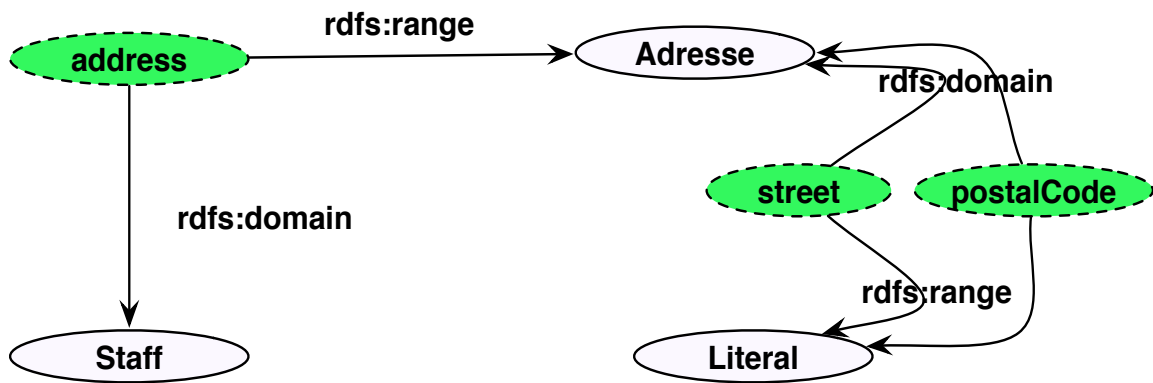 rdfs:range
address
Adresse
rdfs:domain
street
postalCode
rdfs:domain
rdfs:range
Staff
Literal